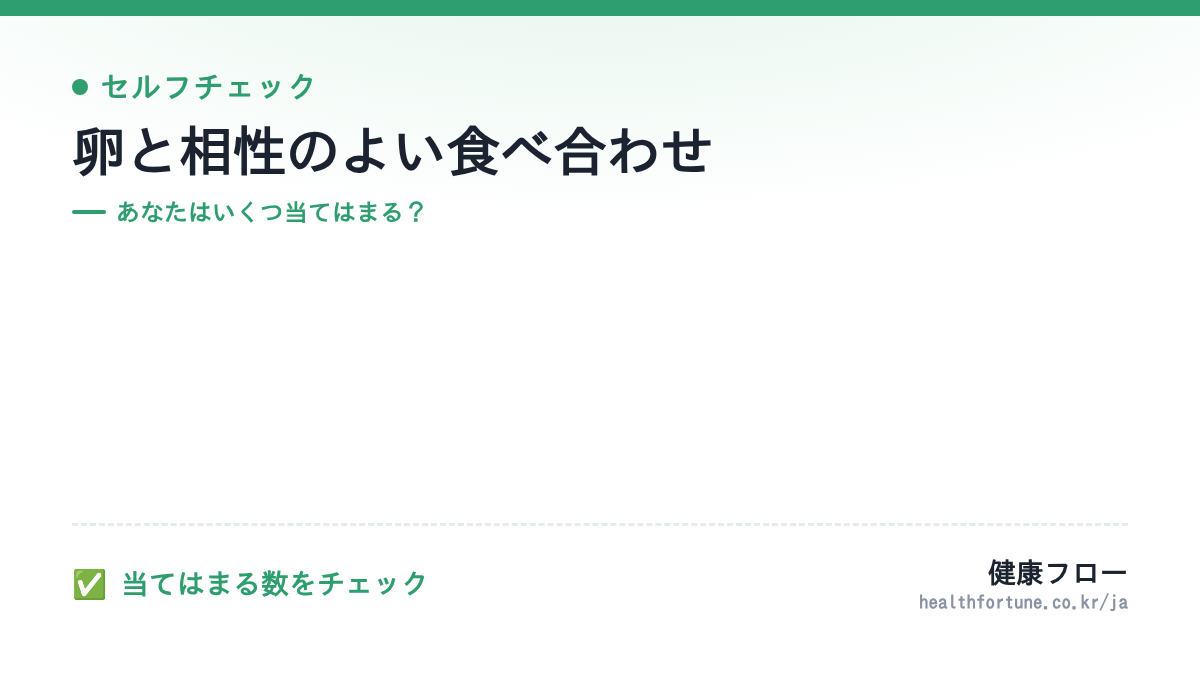 セルフチェック
卵と相性のよい食べ合わせ
あなたはいくつ当てはまる？
✅ 当てはまる数をチェック
健康フロー
healthfortune.co.kr/ja